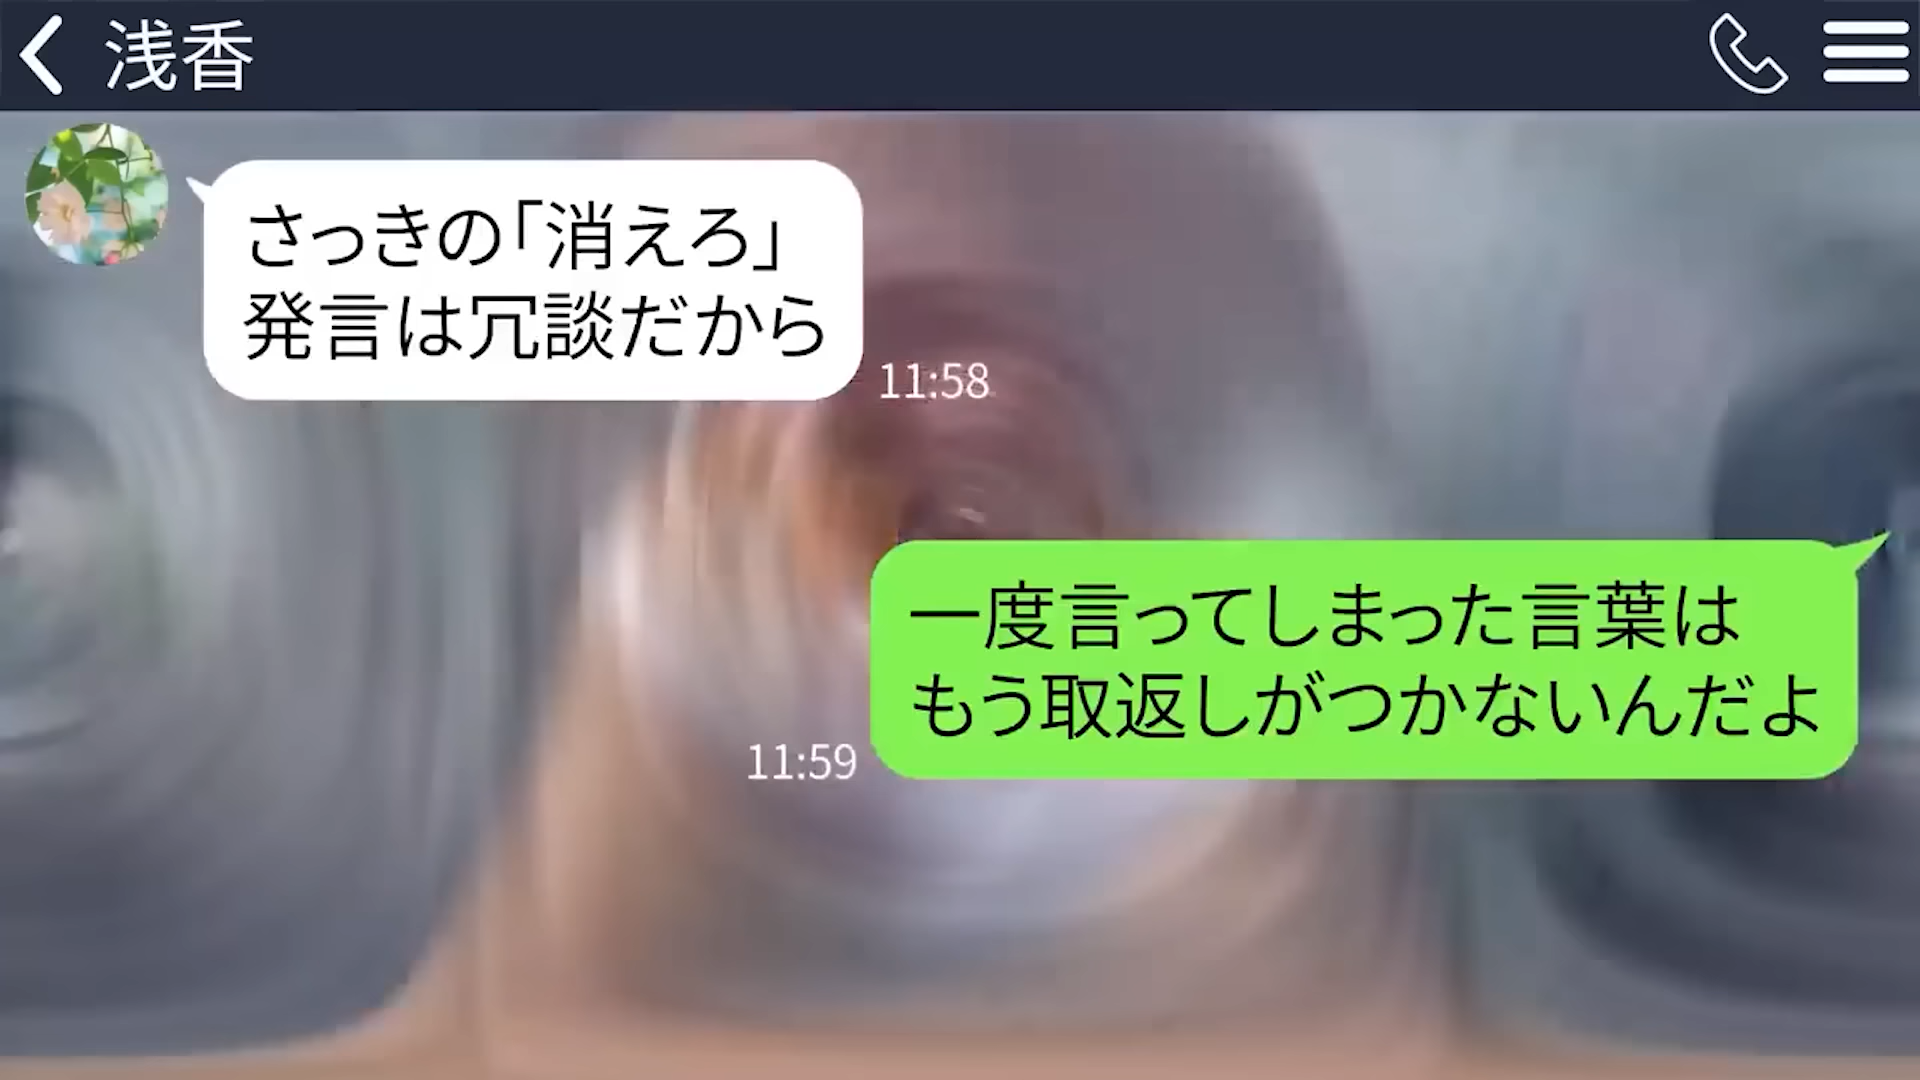 浅香
さっきの「消えろ」
発言は冗談だから
11:58
一度言ってしまった言葉は
もう取返しがつかないんだよ
11:59